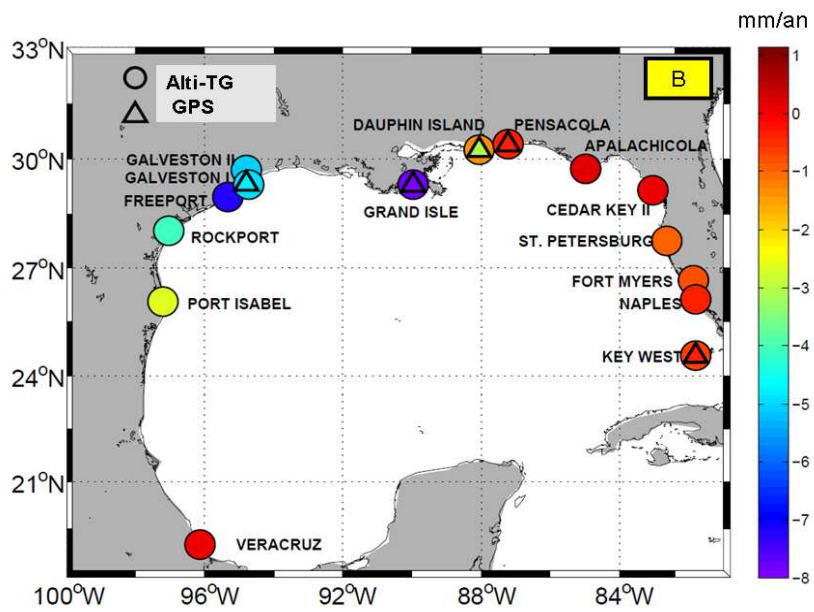 mm/an
33°N
30°N
27°N
24°N
21°N
100°W
96°W
92°W
88°W
84°W
Alti-TG
GPS
B
DAUPHIN ISLAND
PENSACOLA
APALACHICOLA
GALVESTON II
GALVESTON I
FREEPORT
GRAND ISLE
CEDAR KEY II
ROCKPORT
ST. PETERSBURG
FORT MYERS
PORT ISABEL
NAPLES
KEY WEST
VERACRUZ
1
0
−1
−2
−3
−4
−5
−6
−7
−8